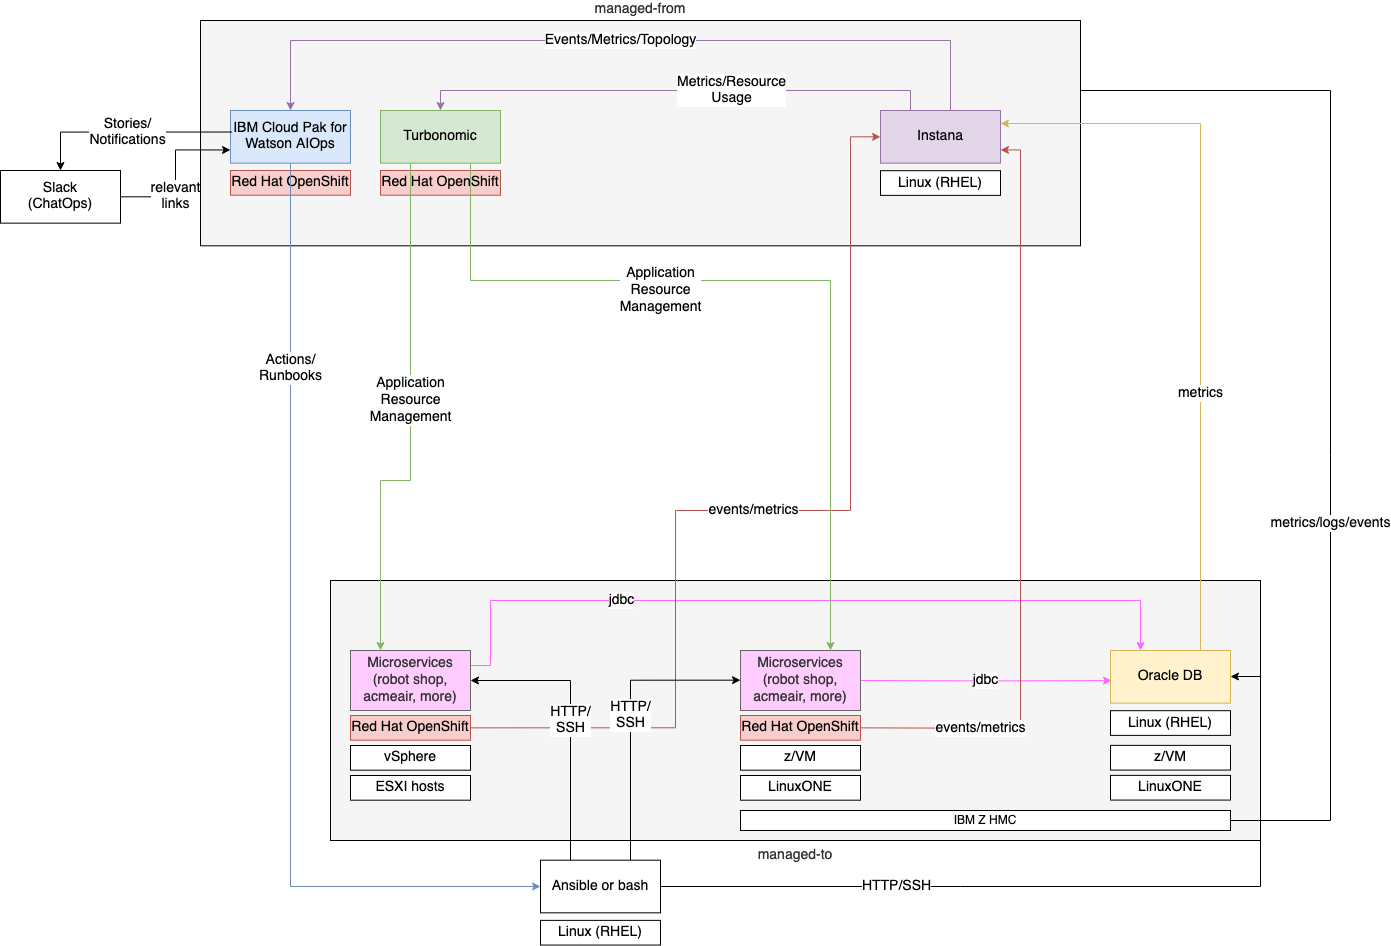 managed-from
Events/Metrics/Topology
Metrics/Resource
Usage
Stories/
Notifications
IBM Cloud Pak for
Watson AIOps
Turbonomic
Instana
Red Hat OpenShift
Red Hat OpenShift
Linux (RHEL)
Slack
(ChatOps)
relevant
links
Application
Resource
Management
Actions/
Runbooks
Application
Resource
Management
metrics
events/metrics
metrics/logs/events
jdbc
Microservices
(robot shop,
acmeair, more)
Microservices
(robot shop,
acmeair, more)
jdbc
Oracle DB
HTTP/
SSH
HTTP/
SSH
Red Hat OpenShift
Red Hat OpenShift
events/metrics
Linux (RHEL)
vSphere
z/VM
z/VM
ESXI hosts
LinuxONE
LinuxONE
IBM Z HMC
managed-to
Ansible or bash
HTTP/SSH
Linux (RHEL)